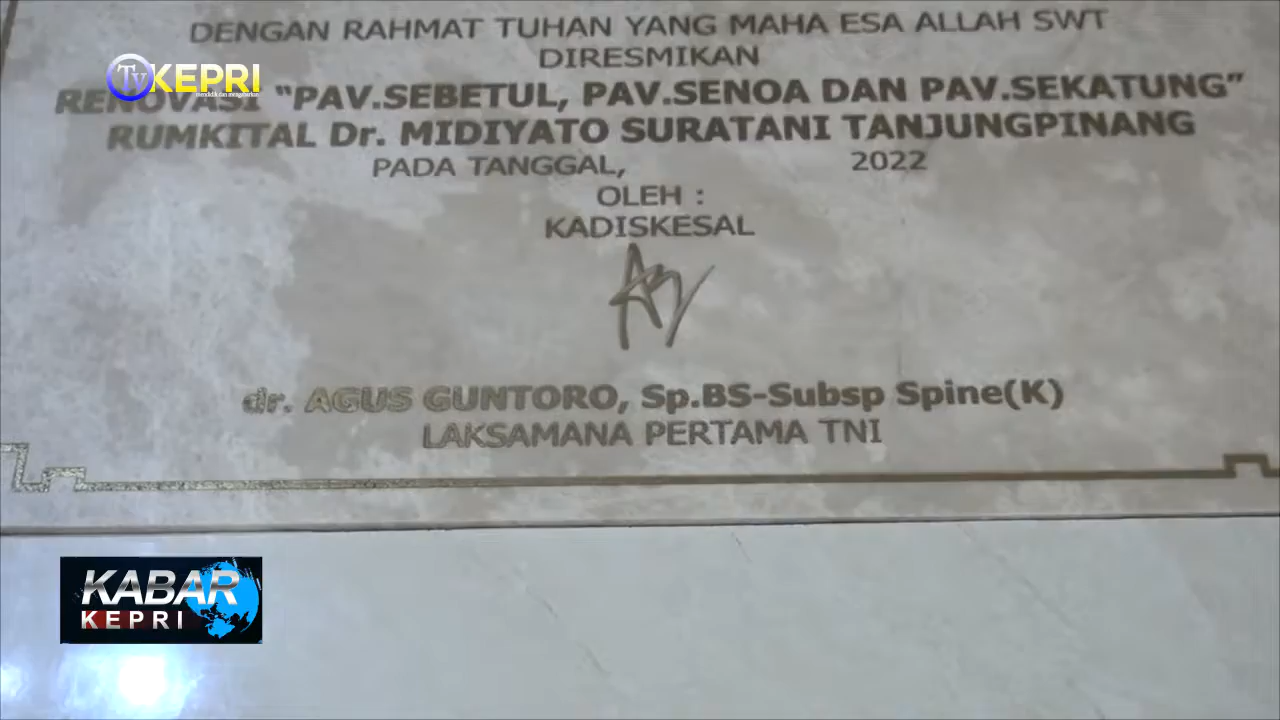 DENGAN RAHMAT TUHAN YANG MAHA ESA ALLAH SWT
DIRESMIKAN
RENOVASI "PAV.SEBETUL, PAV.SENOA DAN PAV.SEKATUNG"
RUMKITAL Dr. MIDIYATO SURATANI TANJUNGPINANG
PADA TANGGAL, 2022
OLEH :
KADISKESAL
dr. AGUS GUNTORO, Sp.BS-Subsp Spine(K)
LAKSAMANA PERTAMA TNI
Tv KEPRI
KABAR
KEPRI